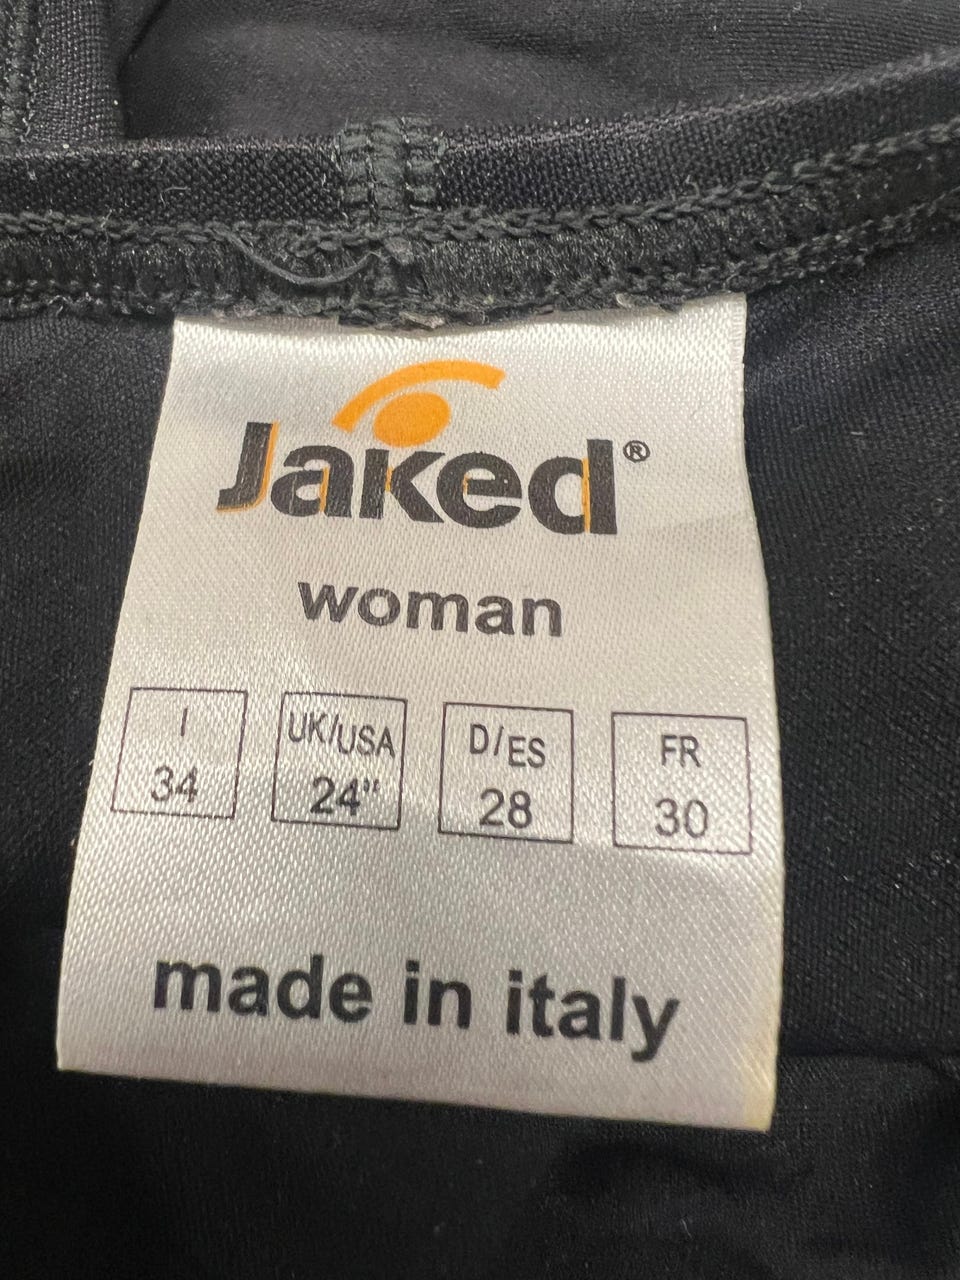 Jaked®
woman
I UK/USA D/ES FR
34 24" 28 30
made in italy